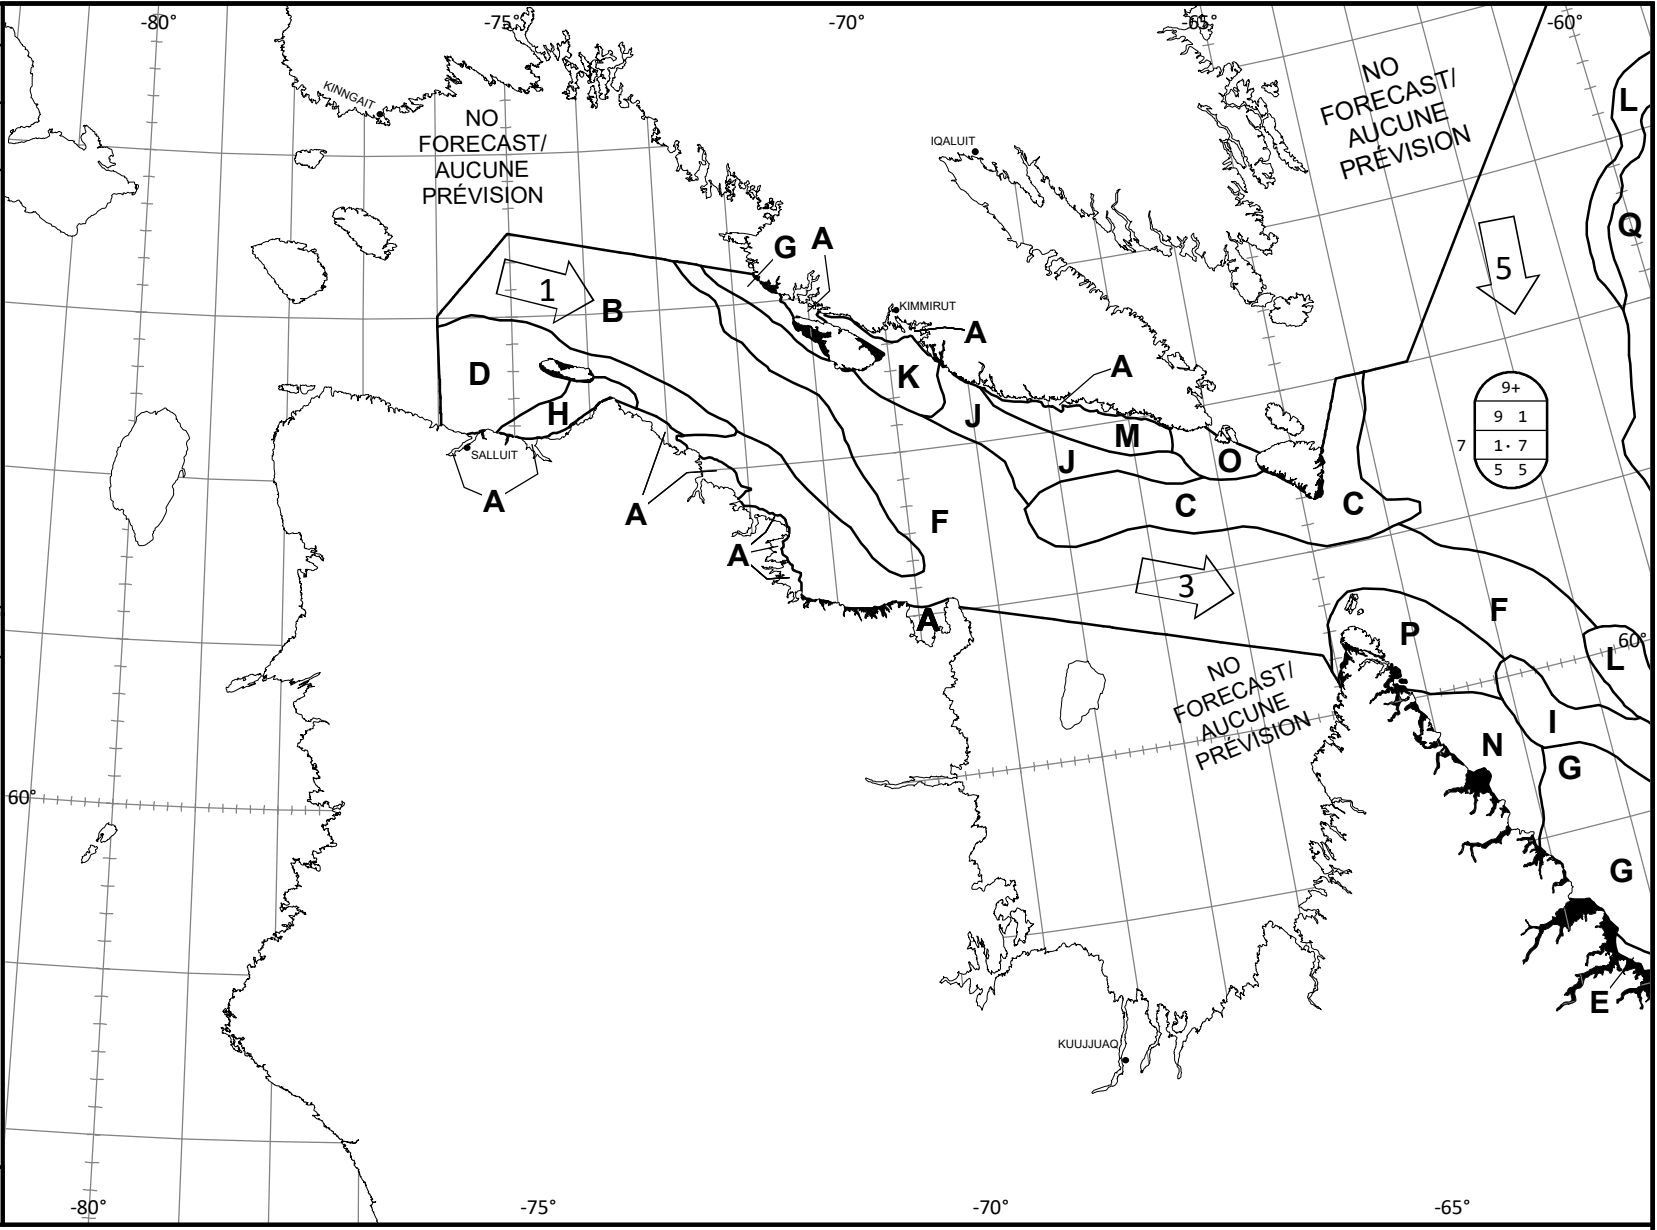 -80°
-75°
-70°
-65°
-60°
KINNGAIT
NO
FORECAST/
AUCUNE
PRÉVISION
IQALUIT
NO
FORECAST/
AUCUNE
PRÉVISION
L
Q
G
A
1
B
5
KIMMIRUT
A
A
D
K
H
J
M
9+
9 1
7
1• 7
5 5
SALLUIT
J
O
A
A
C
C
F
A
3
A
F
P
60°
L
NO
FORECAST/
AUCUNE
PRÉVISION
I
N
G
60°
G
E
KUUJJUAQ
-80°
-75°
-70°
-65°